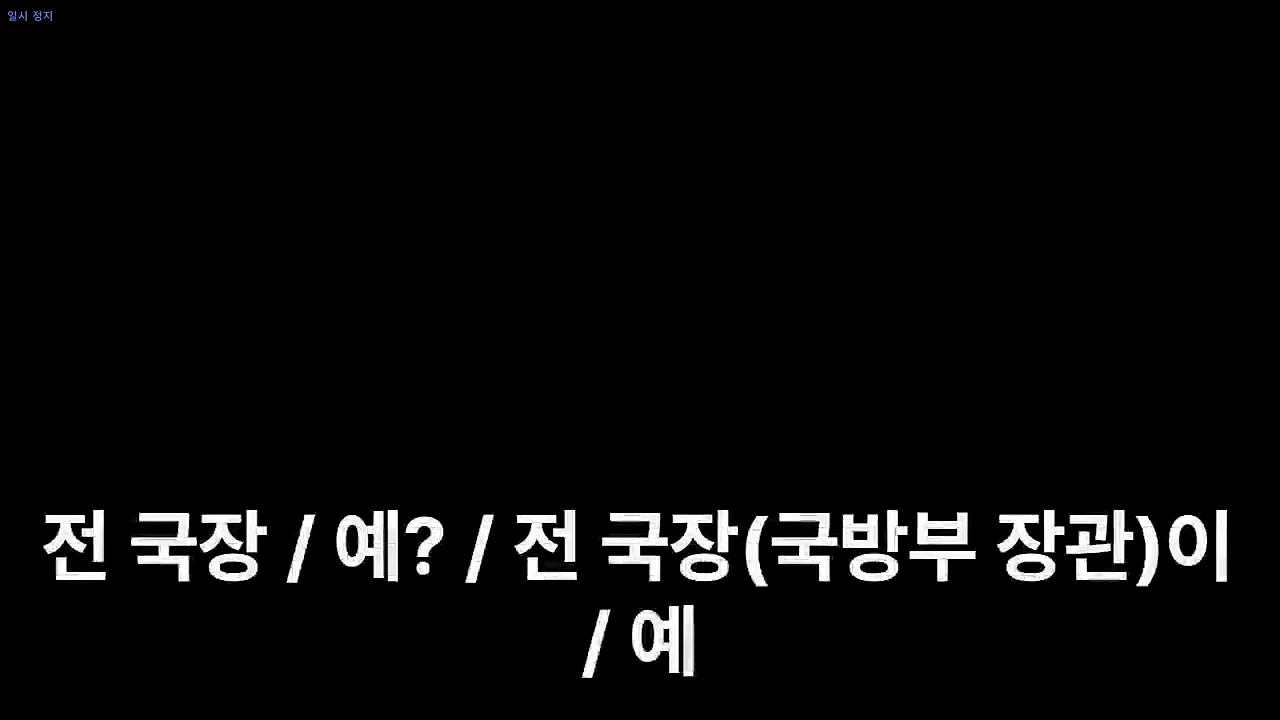 일시 정지
전 국장 / 예? / 전 국장(국방부 장관)이
/ 예